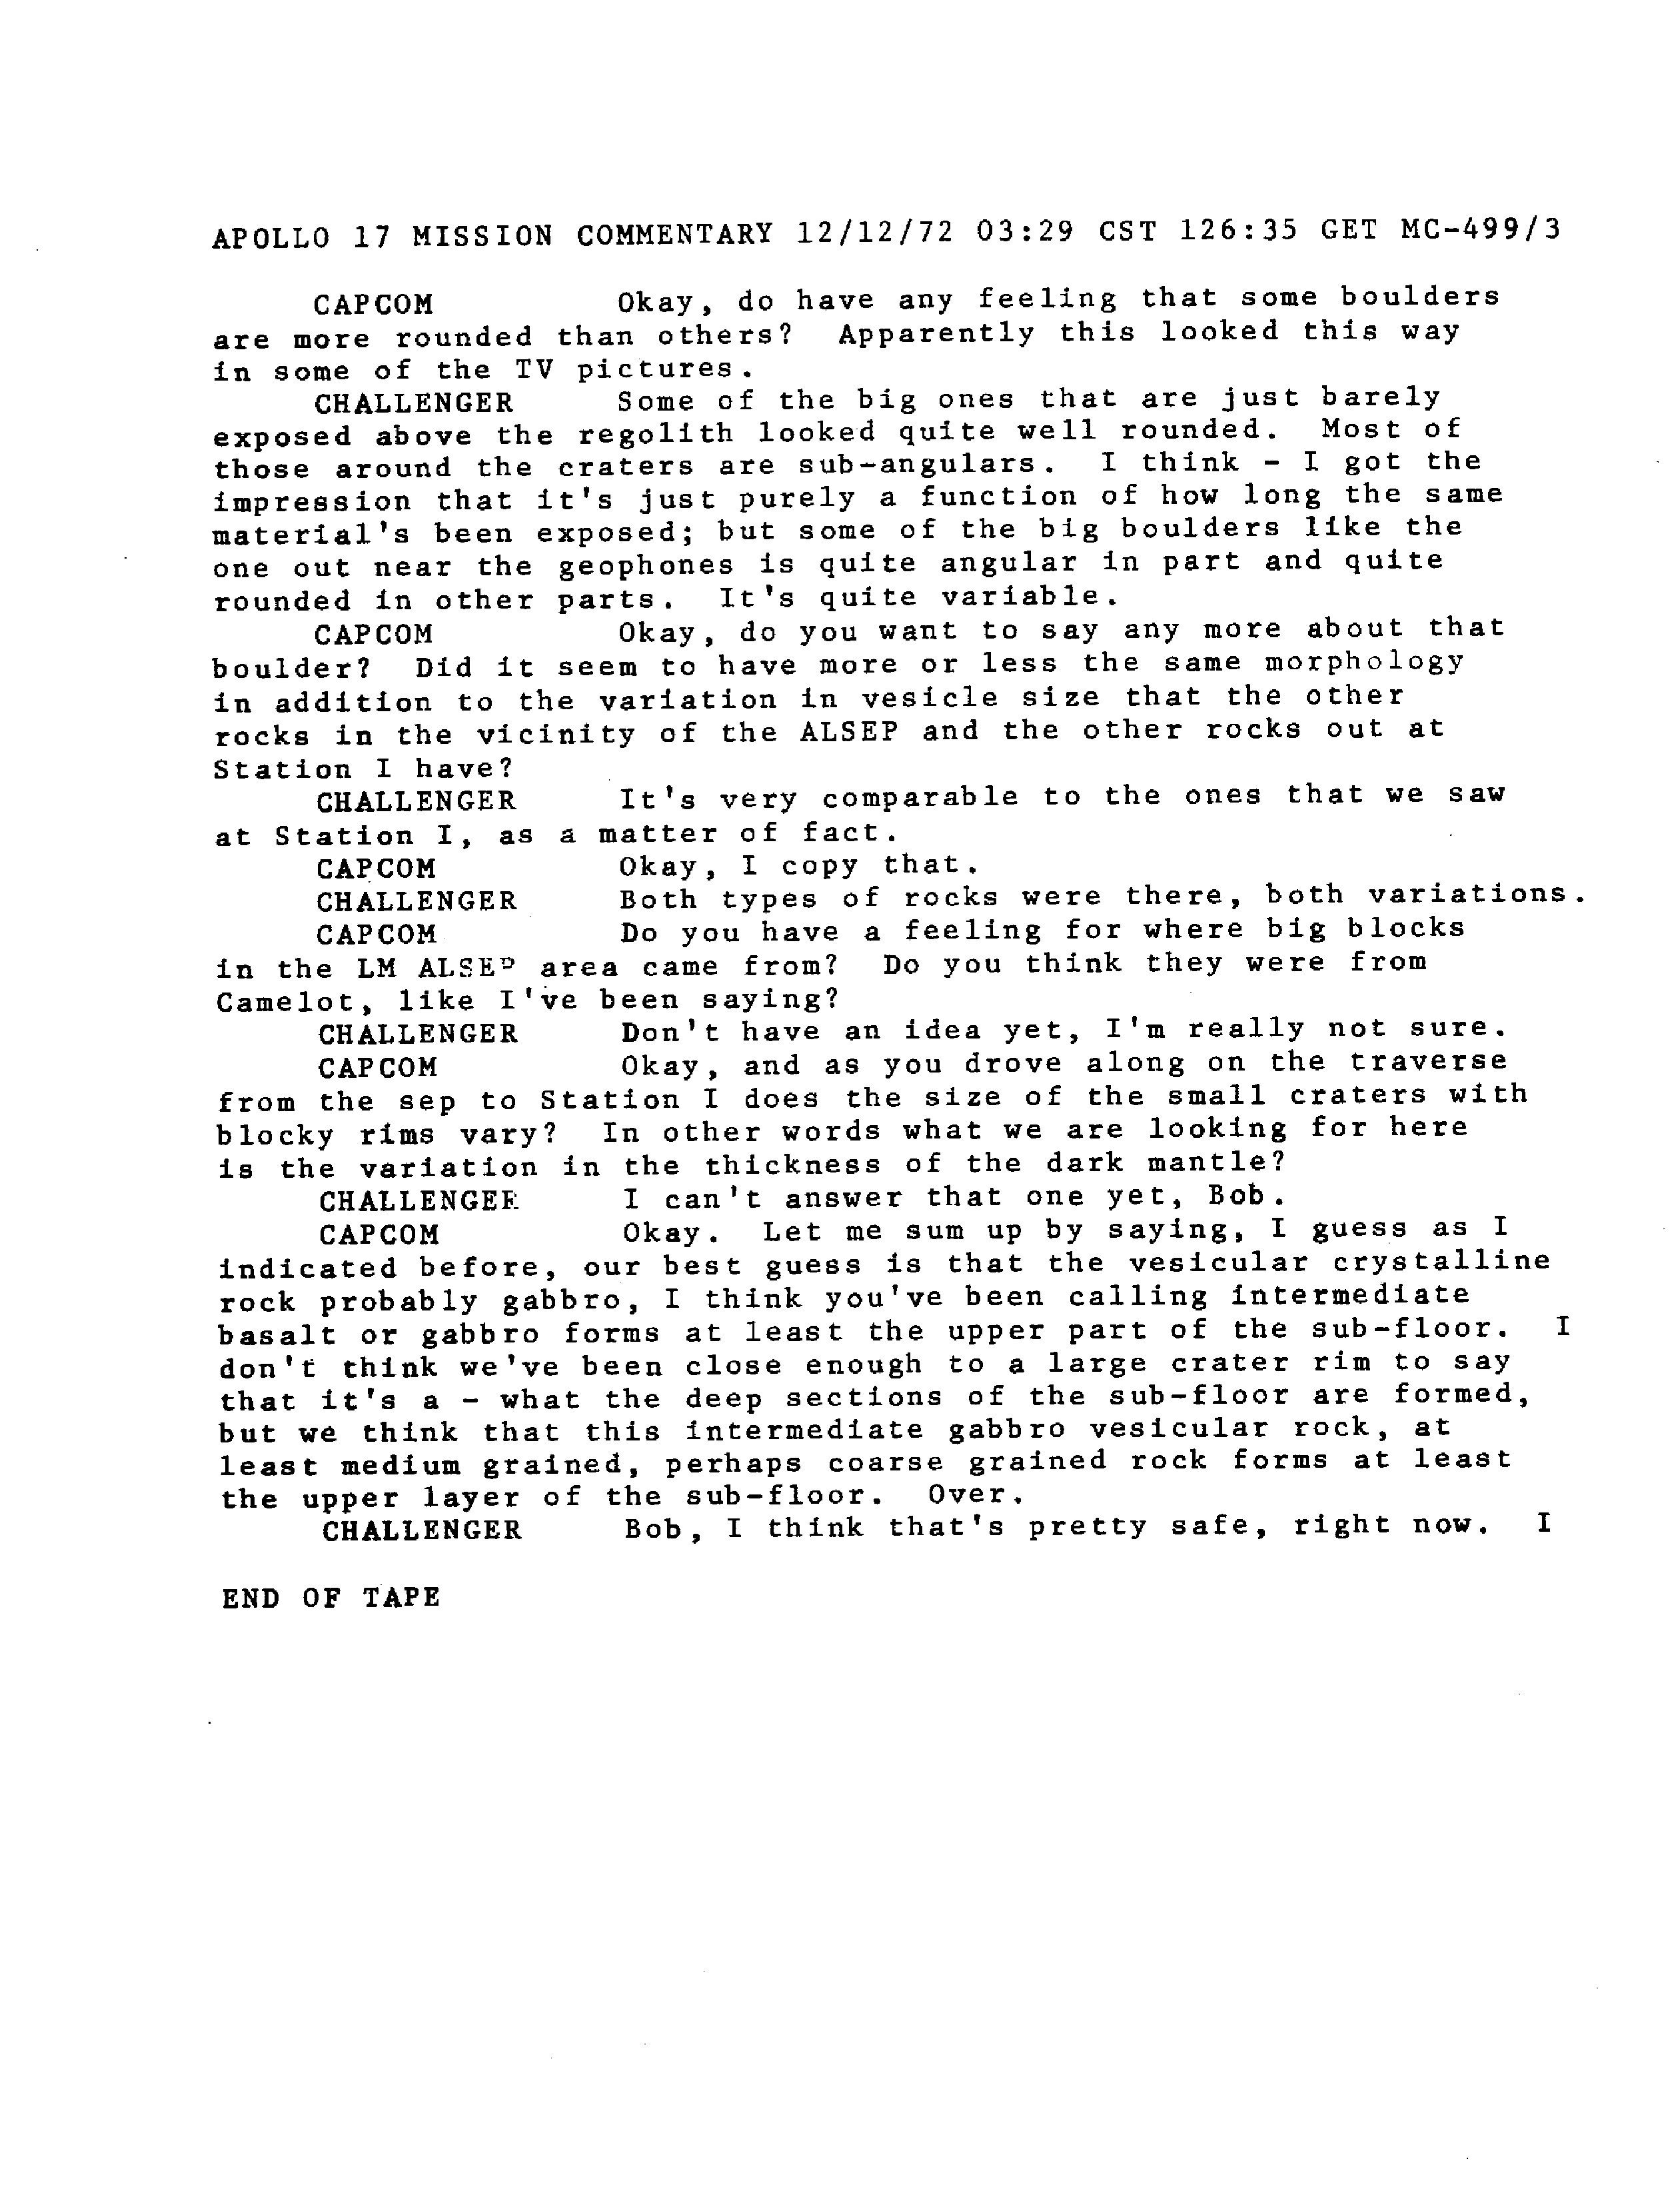 APOLLO 17 MISSION COMMENTARY 12/12/72 03:29 CST 126:35 GET MC-499/3
CAPCOM Okay, do have any feeling that some boulders
are more rounded than others? Apparently this looked this way
in some of the TV pictures.
CHALLENGER Some of the big ones that are just barely
exposed above the regolith looked quite well rounded. Most of
those around the craters are sub-angulars. I think - I got the
impression that it's just purely a function of how long the same
material's been exposed; but some of the big boulders like the
one out near the geophones is quite angular in part and quite
rounded in other parts. It's quite variable.
CAPCOM Okay, do you want to say any more about that
boulder? Did it seem to have more or less the same morphology
in addition to the variation in vesicle size that the other
rocks in the vicinity of the ALSEP and the other rocks out at
Station I have?
CHALLENGER It's very comparable to the ones that we saw
at Station I, as a matter of fact.
CAPCOM Okay, I copy that.
CHALLENGER Both types of rocks were there, both variations.
CAPCOM Do you have a feeling for where big blocks
in the LM ALSEP area came from? Do you think they were from
Camelot, like I've been saying?
CHALLENGER Don't have an idea yet, I'm really not sure.
CAPCOM Okay, and as you drove along on the traverse
from the sep to Station I does the size of the small craters with
blocky rims vary? In other words what we are looking for here
is the variation in the thickness of the dark mantle?
CHALLENGER I can't answer that one yet, Bob.
CAPCOM Okay. Let me sum up by saying, I guess as I
indicated before, our best guess is that the vesicular crystalline
rock probably gabbro, I think you've been calling intermediate
basalt or gabbro forms at least the upper part of the sub-floor. I
don't think we've been close enough to a large crater rim to say
that it's a - what the deep sections of the sub-floor are formed,
but we think that this intermediate gabbro vesicular rock, at
least medium grained, perhaps coarse grained rock forms at least
the upper layer of the sub-floor. Over.
CHALLENGER Bob, I think that's pretty safe, right now. I
END OF TAPE